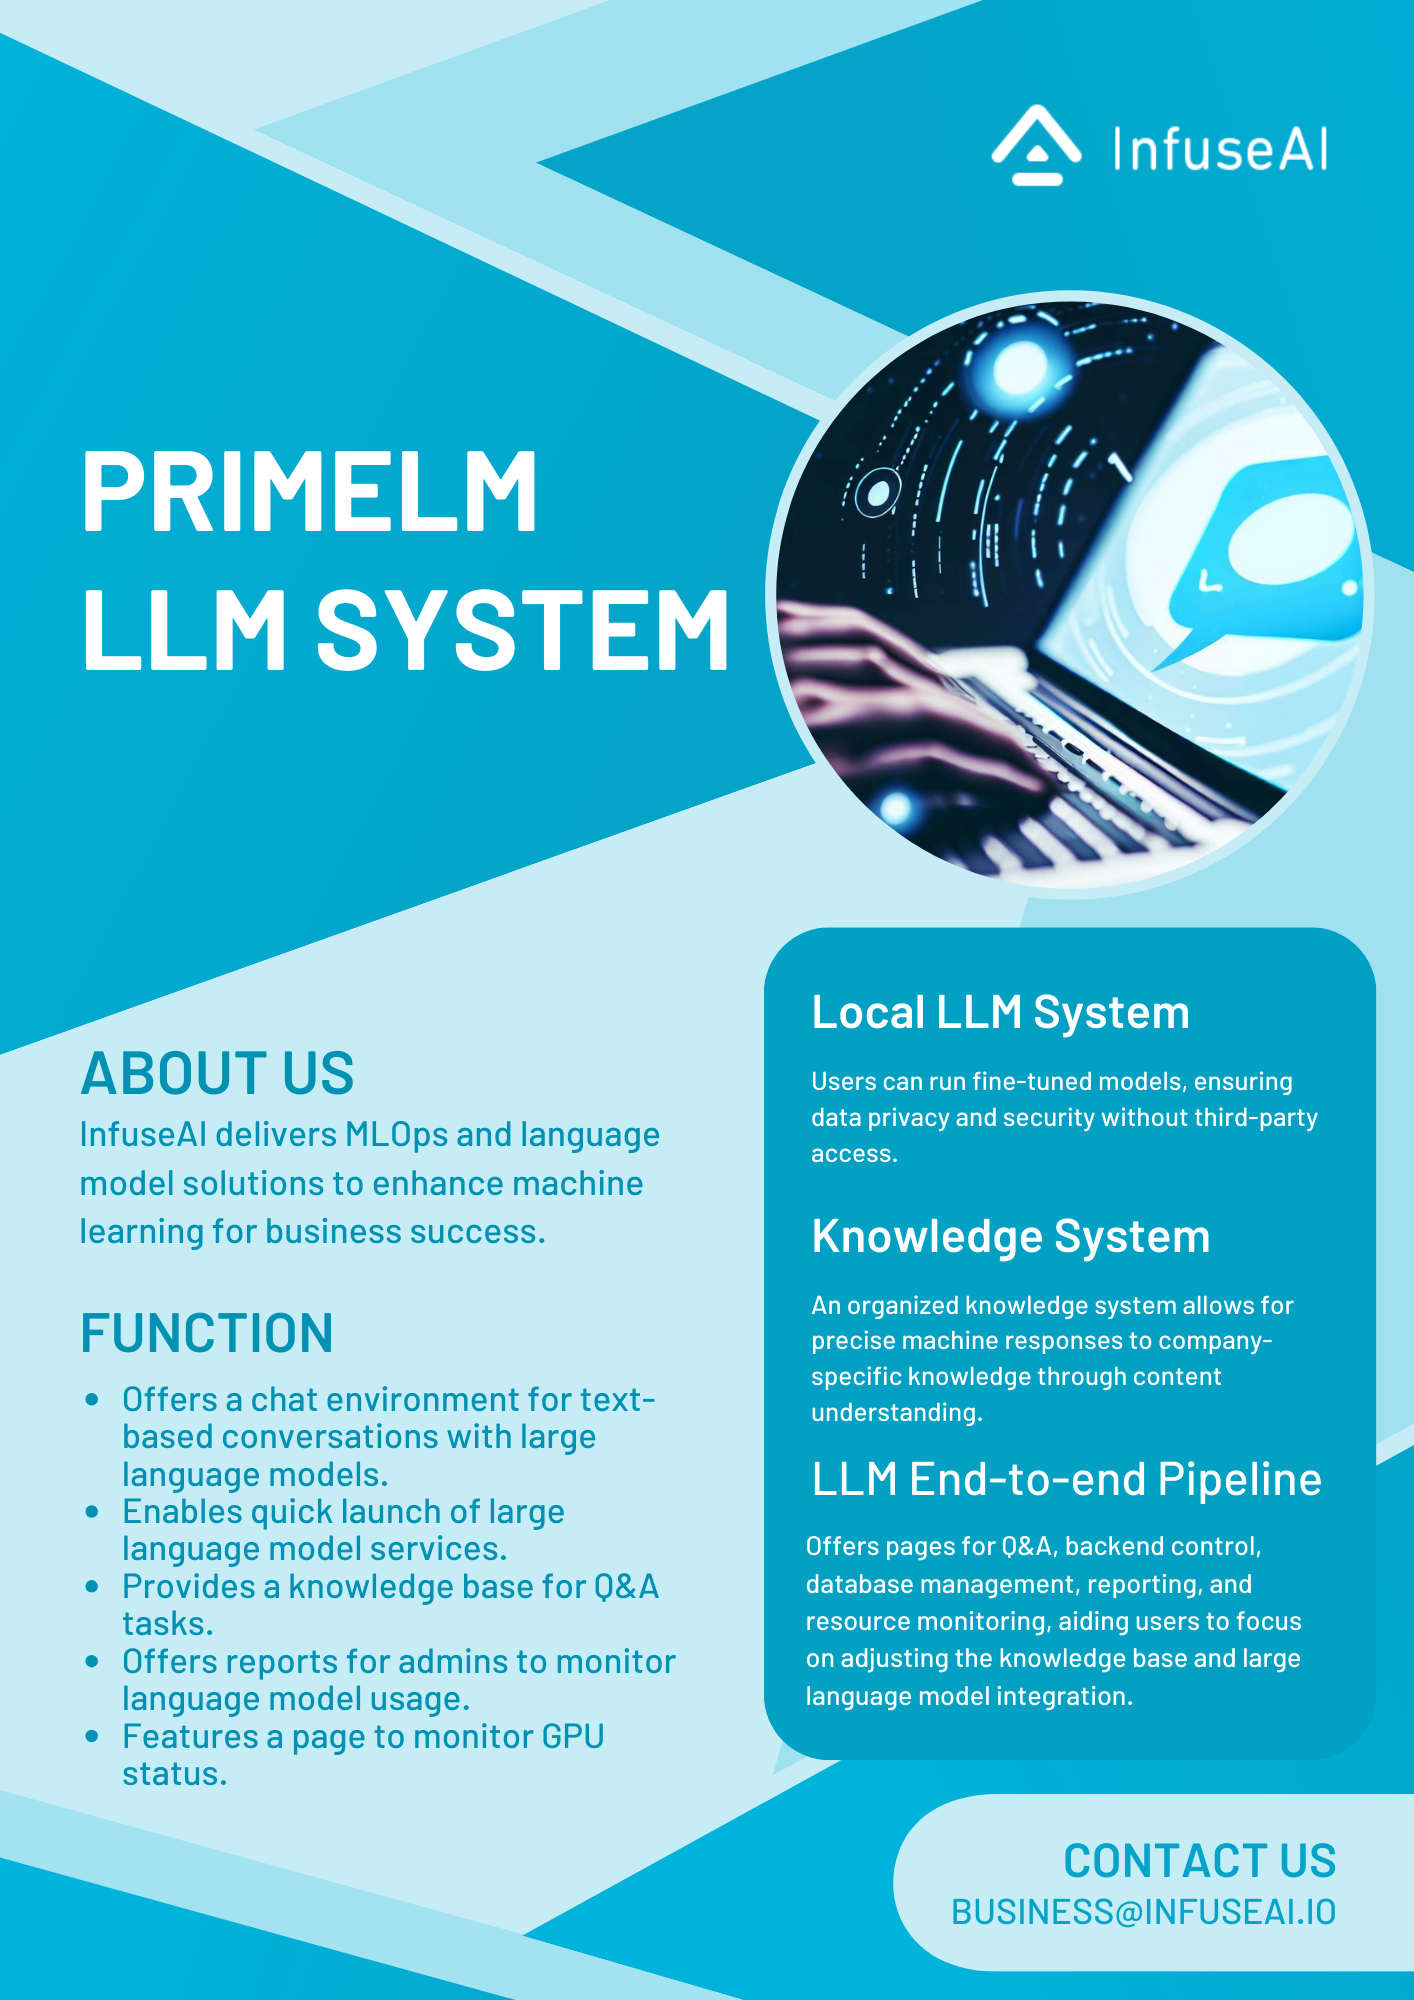 InfuseAI
PRIMELM
LLM SYSTEM
ABOUT US
InfuseAI delivers MLOps and language
model solutions to enhance machine
learning for business success.
FUNCTION
• Offers a chat environment for text-
based conversations with large
language models.
• Enables quick launch of large
language model services.
• Provides a knowledge base for Q&A
tasks.
• Offers reports for admins to monitor
language model usage.
• Features a page to monitor GPU
status.
Local LLM System
Users can run fine-tuned models, ensuring
data privacy and security without third-party
access.
Knowledge System
An organized knowledge system allows for
precise machine responses to company-
specific knowledge through content
understanding.
LLM End-to-end Pipeline
Offers pages for Q&A, backend control,
database management, reporting, and
resource monitoring, aiding users to focus
on adjusting the knowledge base and large
language model integration.
CONTACT US
BUSINESS@INFUSEAI.IO